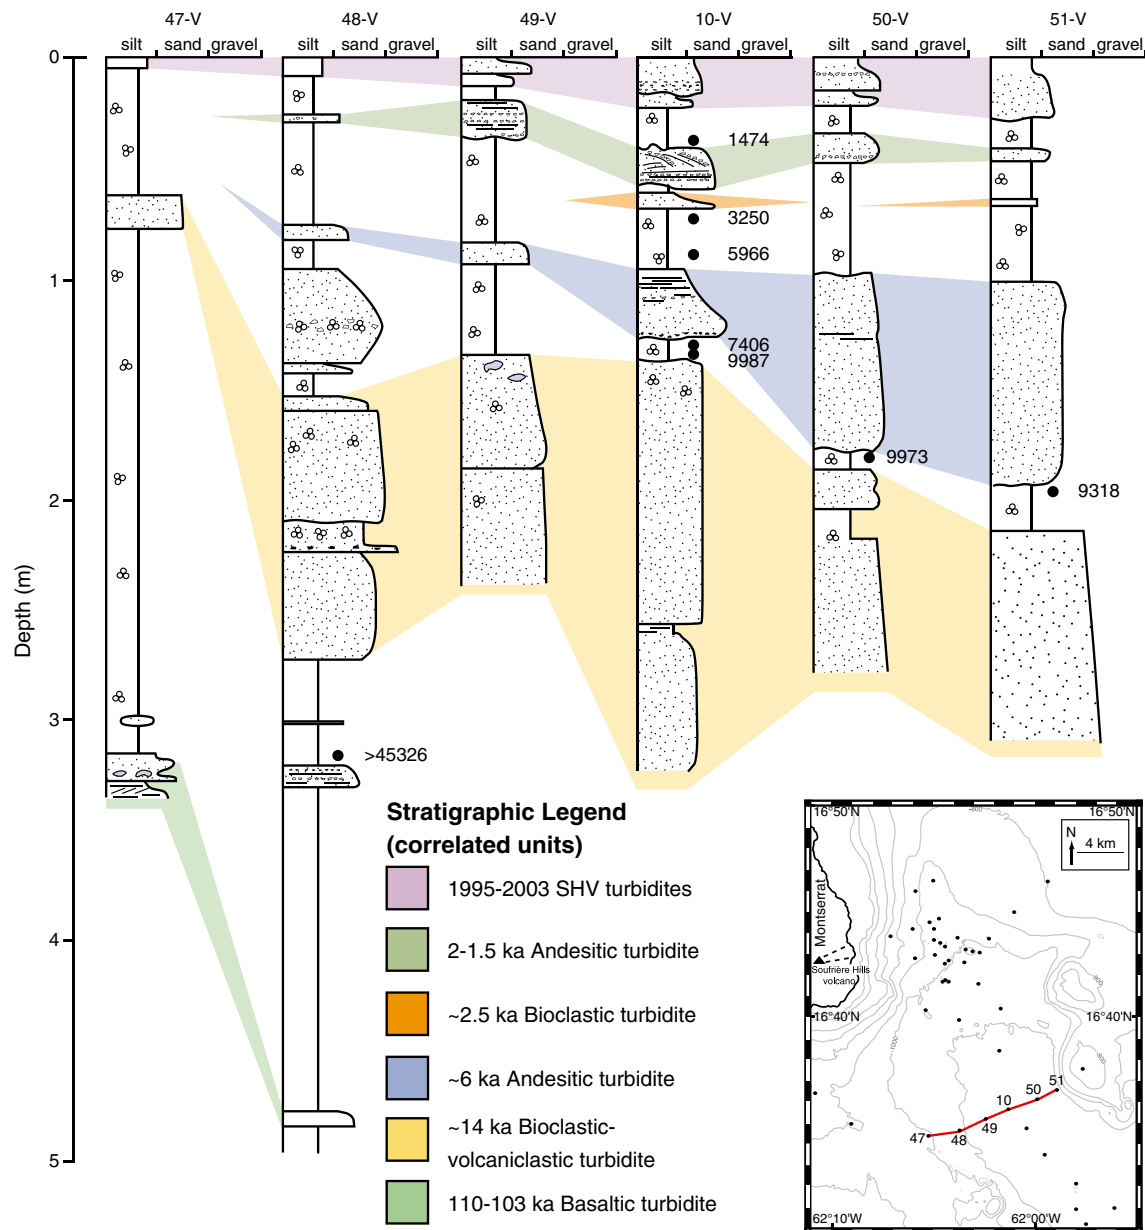 47-V 48-V 49-V 10-V 50-V 51-V
silt sand gravel silt sand gravel silt sand gravel silt sand gravel silt sand gravel silt sand gravel
0
1474
3250
5966
1
7406
9987
9973
9318
2
Depth (m)
3
>45326
4
5
Stratigraphic Legend
(correlated units)
1995-2003 SHV turbidites
2-1.5 ka Andesitic turbidite
~2.5 ka Bioclastic turbidite
~6 ka Andesitic turbidite
~14 ka Bioclastic-
volcaniclastic turbidite
110-103 ka Basaltic turbidite
16°50'N 16°50'N
-800
N
4 km
Montserrat
Soufrière Hills
volcano
-800
16°40'N 16°40'N
-1000
-800
51
50
10
49
48
47
62°10'W 62°00'W